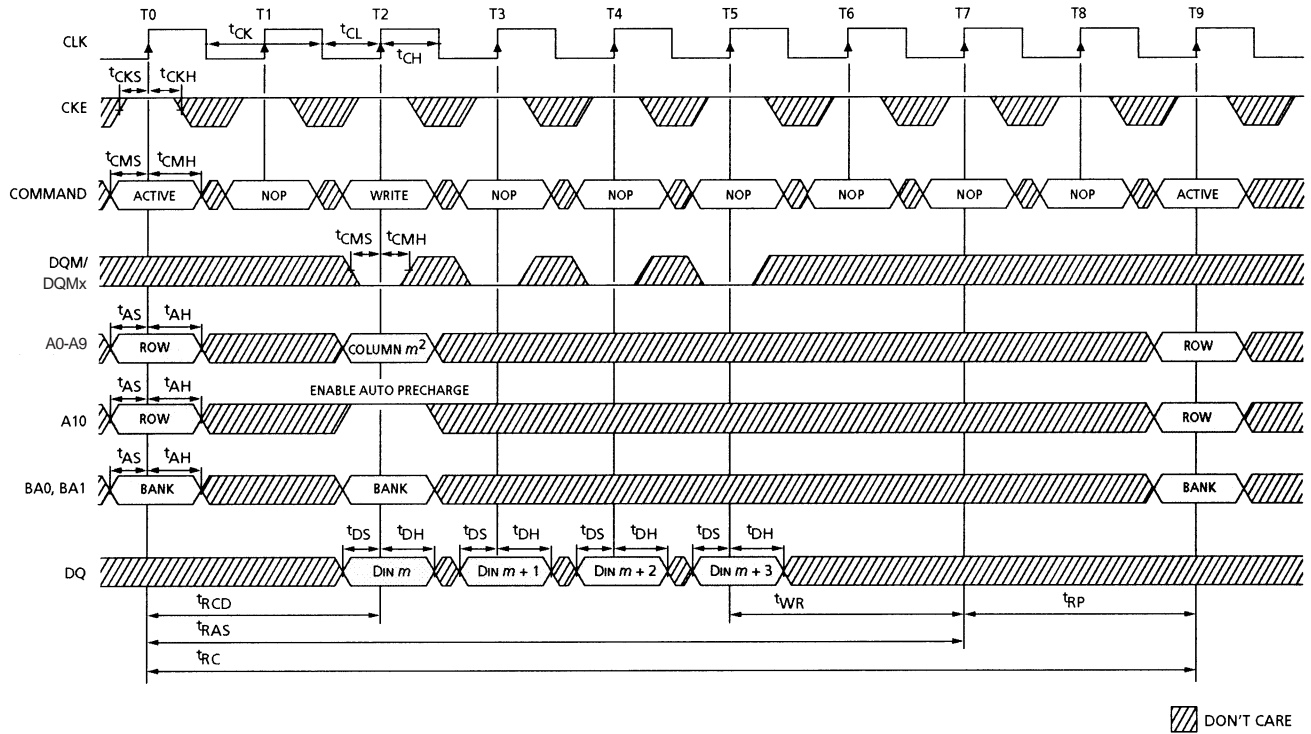 T0 T1 T2 T3 T4 T5 T6 T7 T8 T9
CLK
tCK tCL
tCH
tCKS tCKH
CKE
tCMS tCMH
COMMAND ACTIVE NOP WRITE NOP NOP NOP NOP NOP NOP ACTIVE
tCMS tCMH
DQM/
DQMx
tAS tAH
A0-A9 ROW COLUMN m2 ROW
tAS tAH ENABLE AUTO PRECHARGE
A10 ROW ROW
tAS tAH
BA0, BA1 BANK BANK BANK
tDS tDH tDS tDH tDS tDH tDS tDH
DQ DIN m DIN m + 1 DIN m + 2 DIN m + 3
tRCD tWR tRP
tRAS
tRC
DON'T CARE